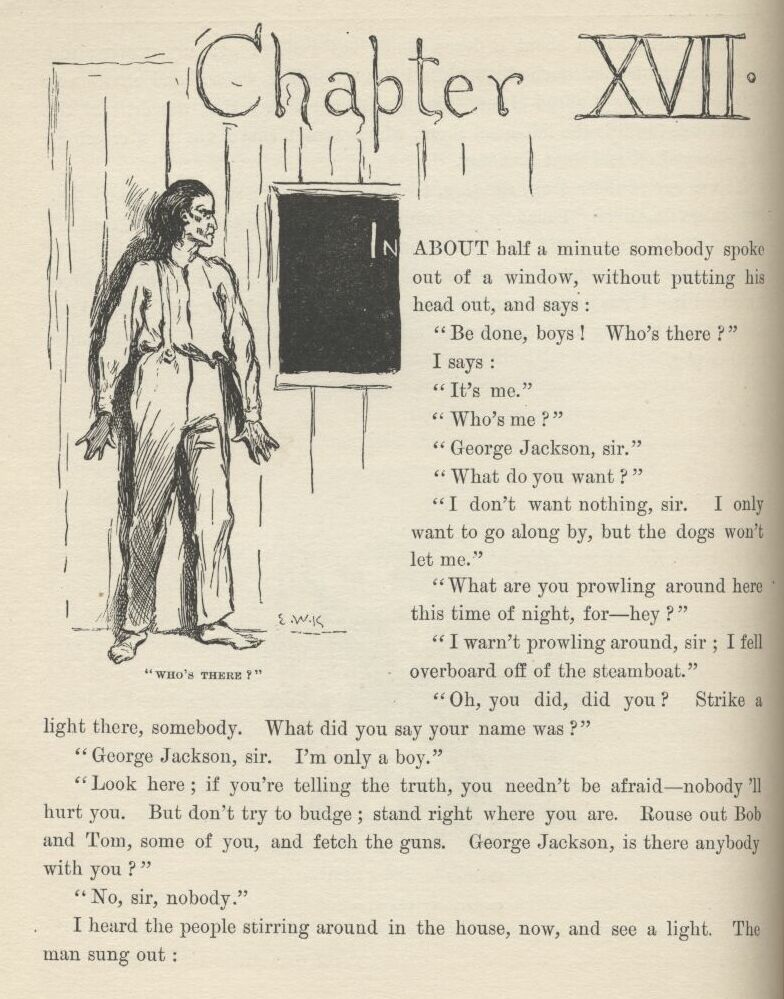 Chapter XVII.
IN ABOUT half a minute somebody spoke
out of a window, without putting his
head out, and says :
"Be done, boys ! Who's there ?"
I says :
"It's me."
"Who's me ?"
"George Jackson, sir."
"What do you want ?"
"I don't want nothing, sir. I only
want to go along by, but the dogs won't
let me."
"What are you prowling around here
this time of night, for—hey ?"
"I warn't prowling around, sir ; I fell
overboard off of the steamboat."
"Oh, you did, did you ? Strike a
light there, somebody. What did you say your name was ?"
"George Jackson, sir. I'm only a boy."
"Look here ; if you're telling the truth, you needn't be afraid—nobody 'll
hurt you. But don't try to budge ; stand right where you are. Rouse out Bob
and Tom, some of you, and fetch the guns. George Jackson, is there anybody
with you ?"
"No, sir, nobody."
I heard the people stirring around in the house, now, and see a light. The
man sung out :
E.W.K
"WHO'S THERE ?"